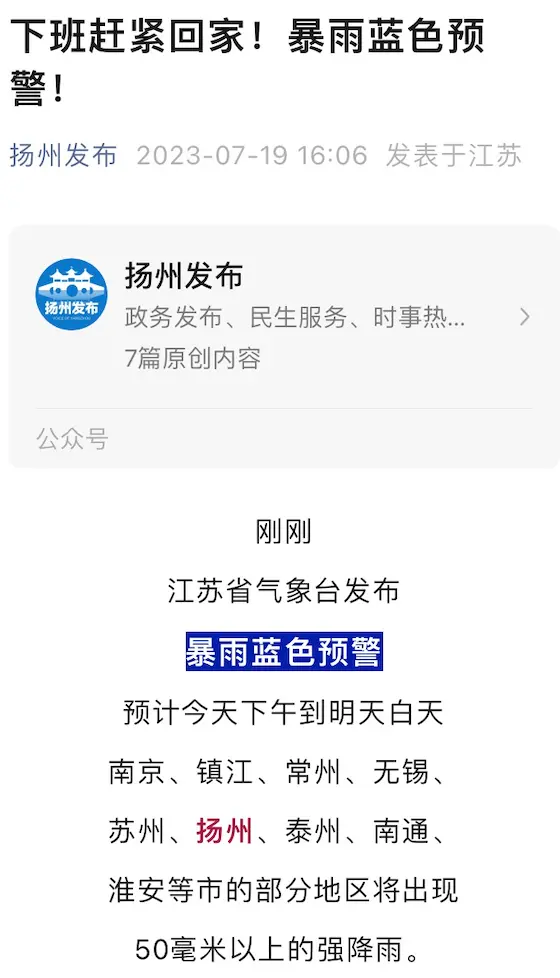 下班赶紧回家！暴雨蓝色预
警！
扬州发布 2023-07-19 16:06 发表于江苏
扬州发布
扬州发布
政务发布、民生服务、时事热...
7篇原创内容
公众号
刚刚
江苏省气象台发布
暴雨蓝色预警
预计今天下午到明天白天
南京、镇江、常州、无锡、
苏州、扬州、泰州、南通、
淮安等市的部分地区将出现
50毫米以上的强降雨。